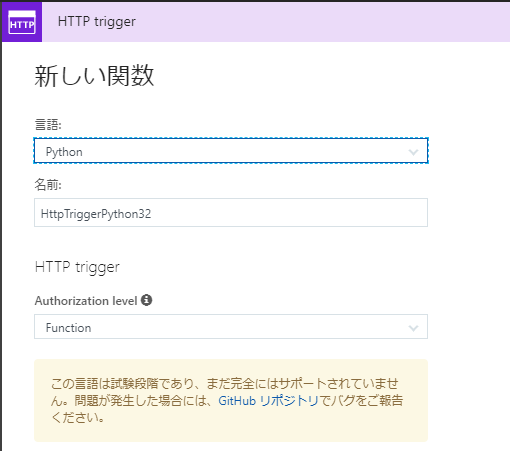 HTTP
HTTP trigger
新しい関数
言語:
Python
名前:
HttpTriggerPython32
HTTP trigger
Authorization level
Function
この言語は試験段階であり、まだ完全にはサポートされていませ
ん。問題が発生した場合には、GitHub リポジトリでバグをご報告
ください。